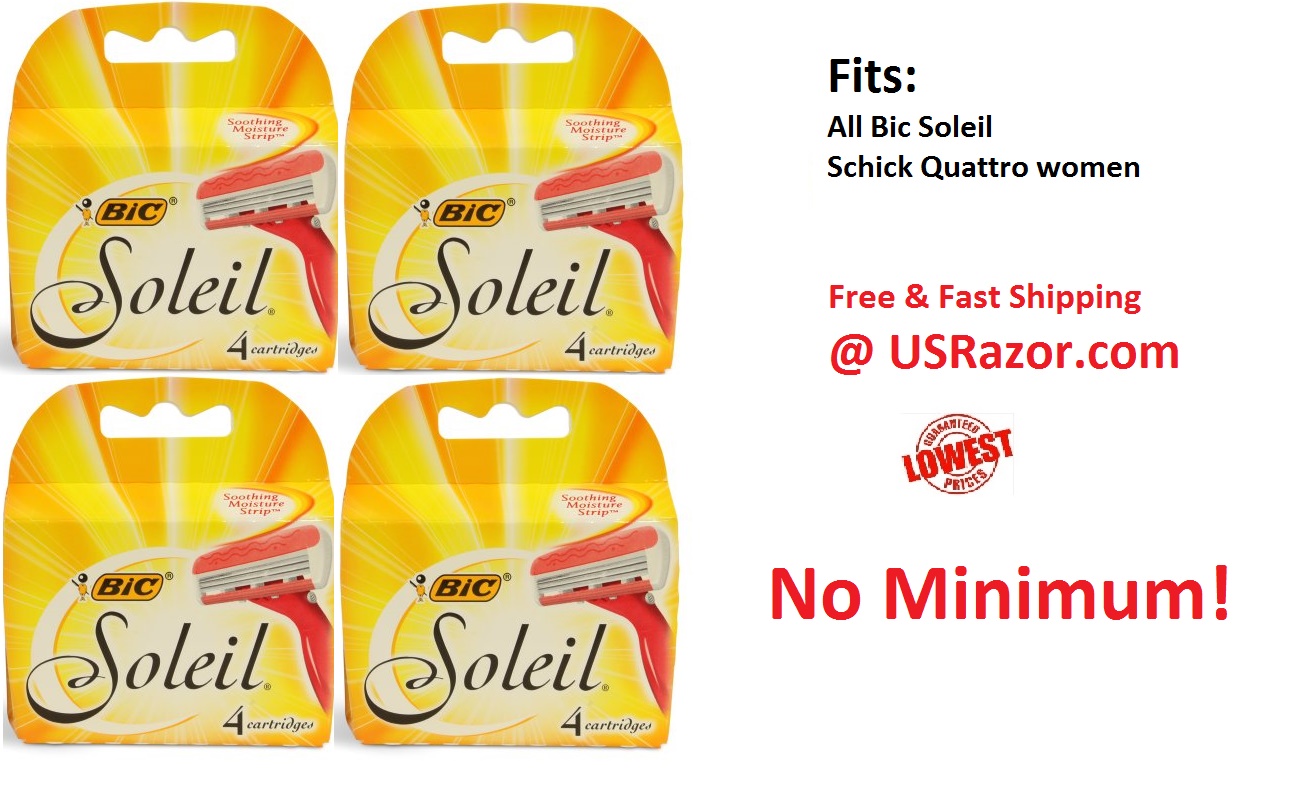 Soothing
Moisture
Strip™
BiC®
Soleil®
4 cartridges
Soothing
Moisture
Strip™
BiC®
Soleil®
4 cartridges
Soothing
Moisture
Strip™
BiC®
Soleil®
4 cartridges
Soothing
Moisture
Strip™
BiC®
Soleil®
4 cartridges
Fits:
All Bic Soleil
Schick Quattro women
Free & Fast Shipping
@ USRazor.com
GUARANTEED
LOWEST
PRICES
No Minimum!